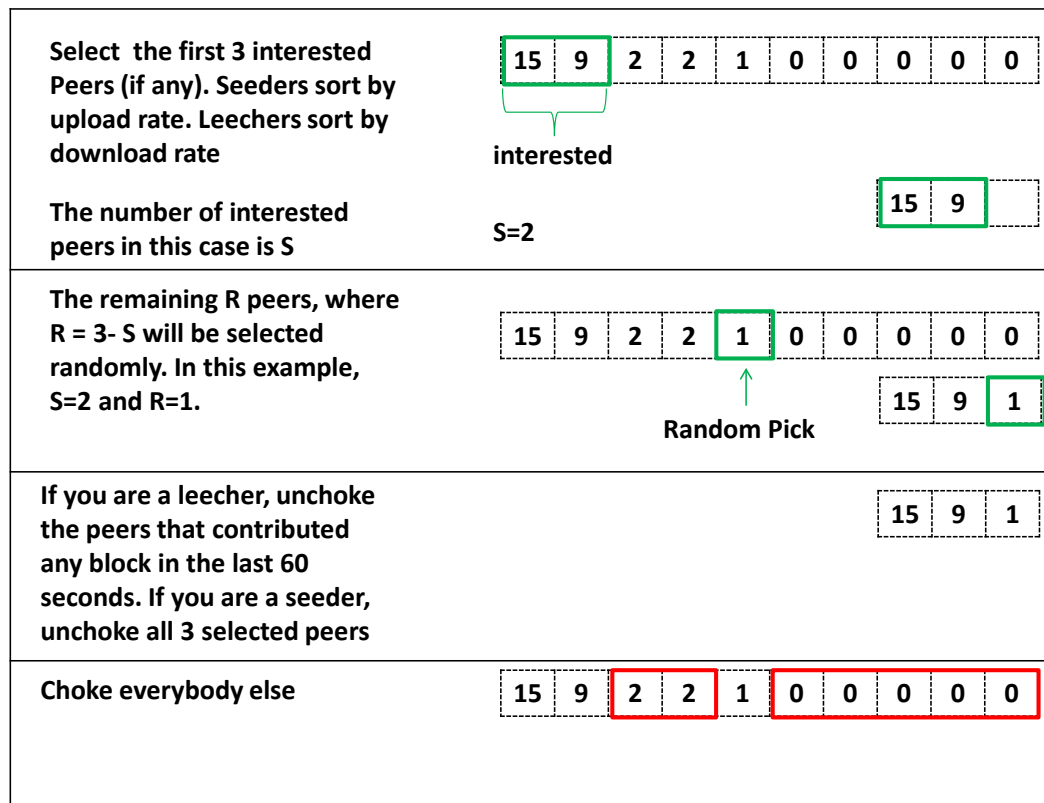 Select  the first 3 interested
Peers (if any). Seeders sort by
upload rate. Leechers sort by
download rate
15 9 2 2 1 0 0 0 0 0
interested
The number of interested
peers in this case is S
S=2
15 9
The remaining R peers, where
R = 3- S will be selected
randomly. In this example,
S=2 and R=1.
15 9 2 2 1 0 0 0 0 0
Random Pick
15 9 1
If you are a leecher, unchoke
the peers that contributed
any block in the last 60
seconds. If you are a seeder,
unchoke all 3 selected peers
15 9 1
Choke everybody else
15 9 2 2 1 0 0 0 0 0